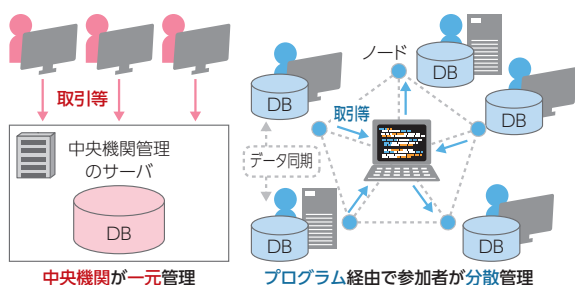 取引等
中央機関管理
のサーバ
DB
中央機関が一元管理
ノード
DB
DB
DB
取引等
データ同期
DB
DB
プログラム経由で参加者が分散管理